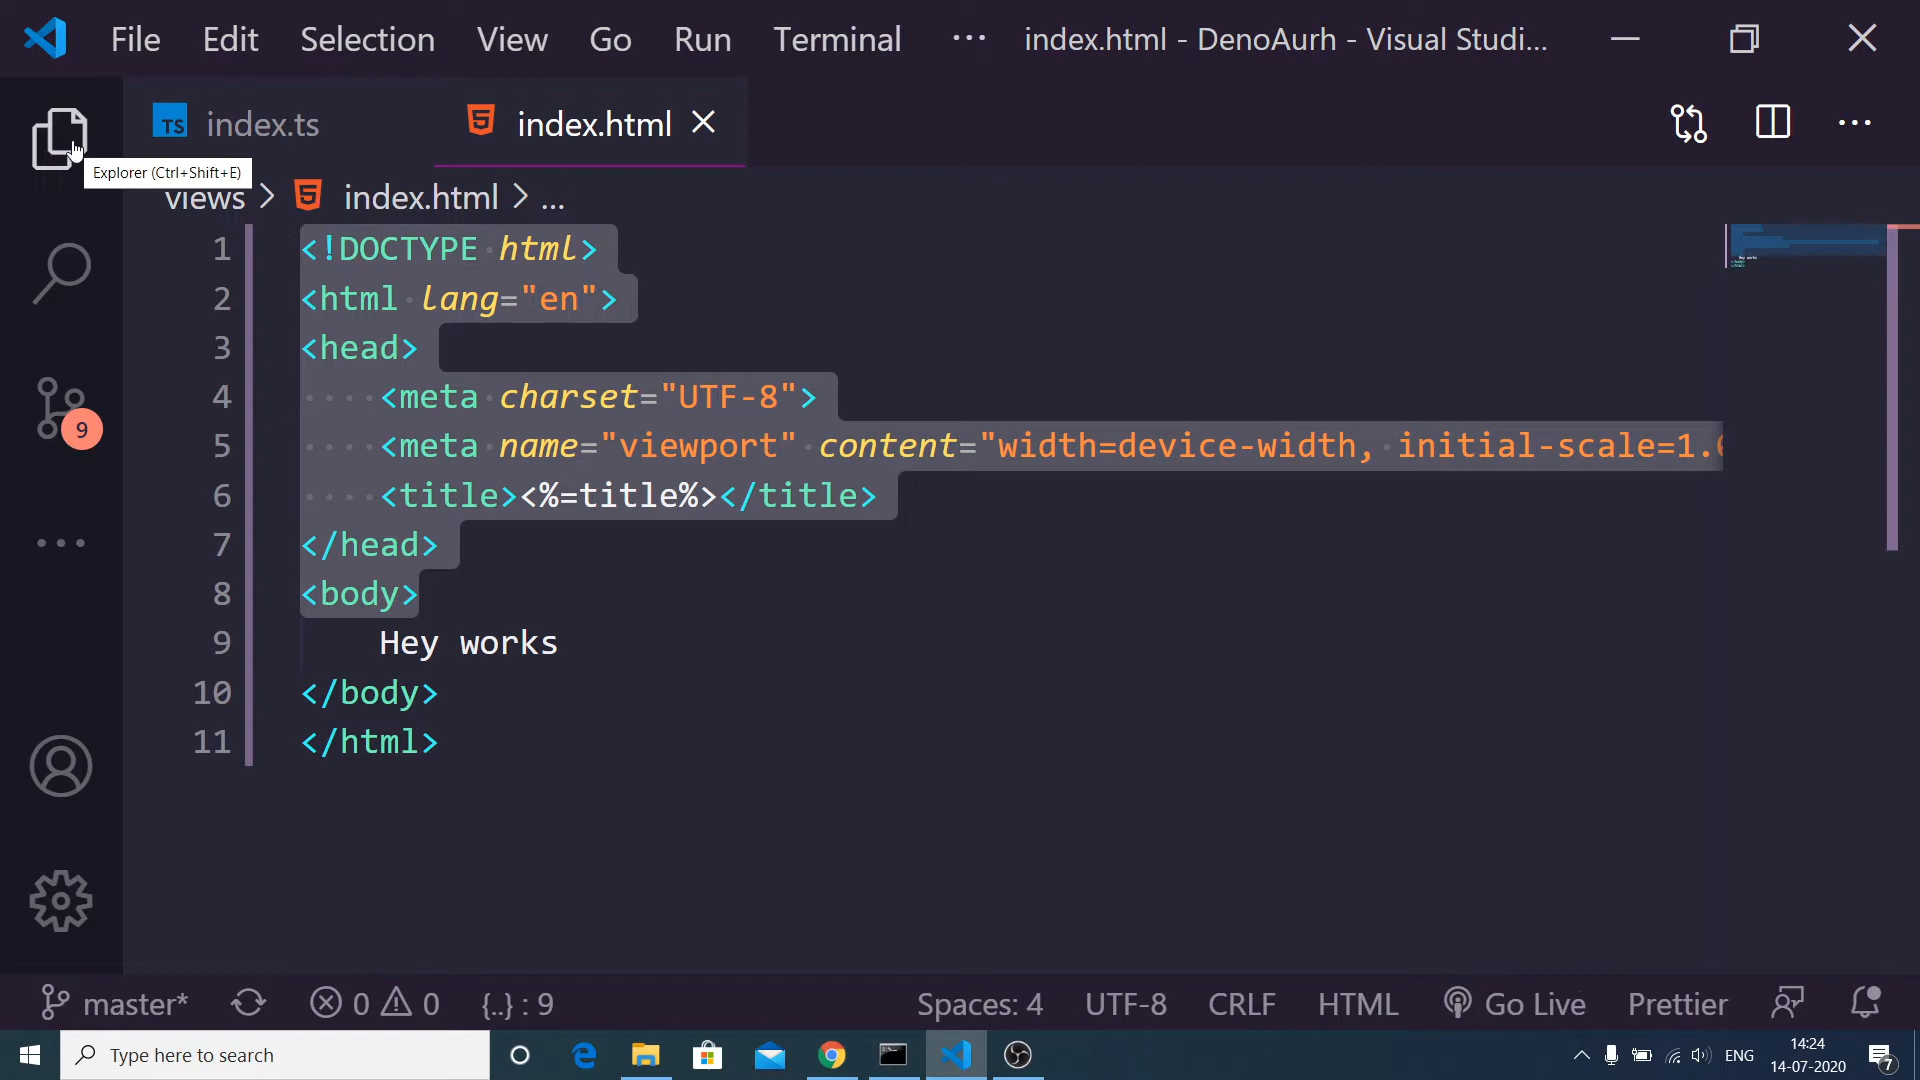 File Edit Selection View Go Run Terminal ··· index.html - DenoAurh - Visual Studi...
TS index.ts
5 index.html
Explorer (Ctrl+Shift+E)
views > index.html > ...
1 <!DOCTYPE html>
2 <html lang="en">
3 <head>
4 <meta charset="UTF-8">
5 <meta name="viewport" content="width=device-width, initial-scale=1.
6 <title><%=title%></title>
7 </head>
8 <body>
9 Hey works
10 </body>
11 </html>
9
master* 0 0 {..} : 9 Spaces: 4 UTF-8 CRLF HTML Go Live Prettier
Type here to search
ENG
14:24
14-07-2020
7